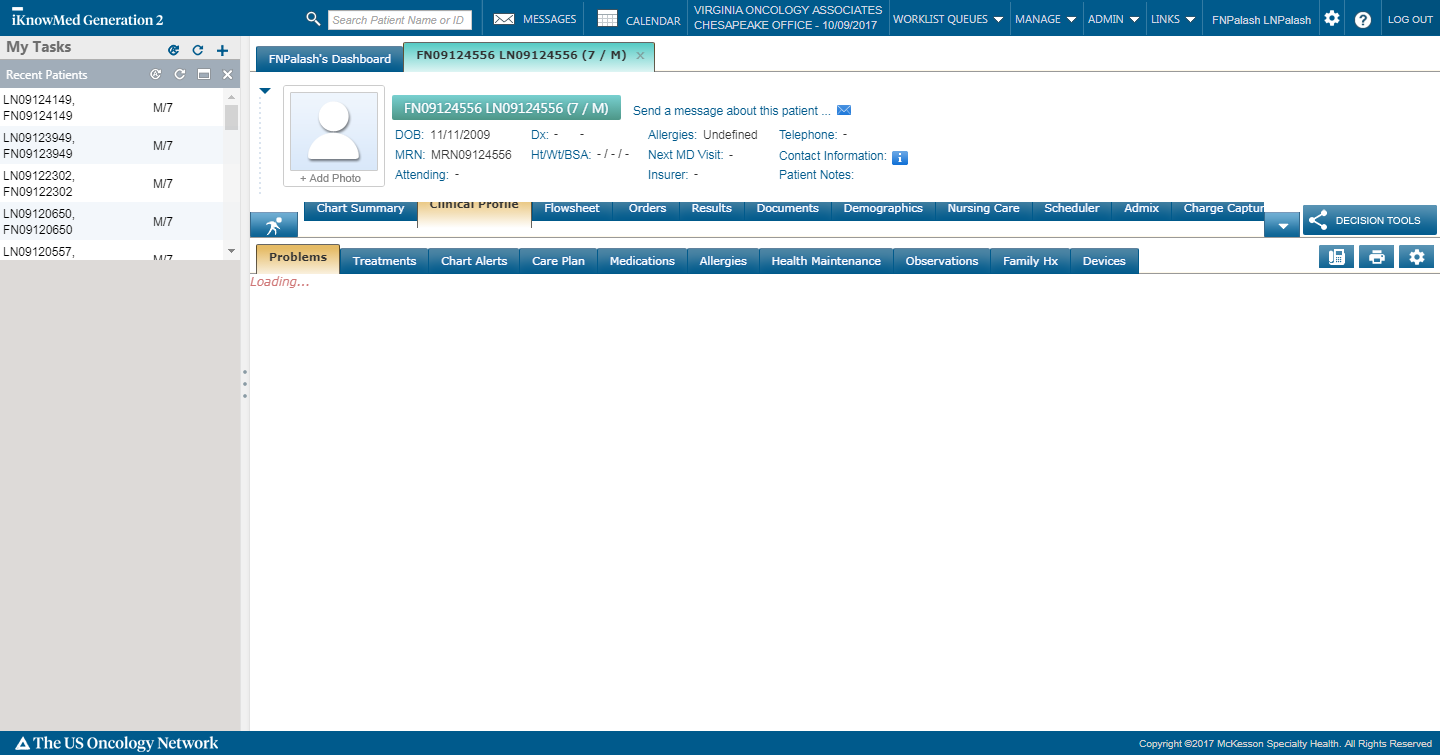 iKnowMed Generation 2
Search Patient Name or ID
MESSAGES
CALENDAR
VIRGINIA ONCOLOGY ASSOCIATES
CHESAPEAKE OFFICE - 10/09/2017
WORKLIST QUEUES
MANAGE
ADMIN
LINKS
FNPalash LNPalash
LOG OUT
My Tasks
Recent Patients
LN09124149,
FN09124149
M/7
LN09123949,
FN09123949
M/7
LN09122302,
FN09122302
M/7
LN09120650,
FN09120650
M/7
LN09120557,
M/7
FNPalash's Dashboard
FN09124556 LN09124556 (7 / M)
+ Add Photo
FN09124556 LN09124556 (7 / M)
Send a message about this patient ...
DOB: 11/11/2009 Dx: - - Allergies: Undefined Telephone: -
MRN: MRN09124556 Ht/Wt/BSA: - / - / - Next MD Visit: - Contact Information:
Attending: - Insurer: - Patient Notes:
Chart Summary Clinical Profile Flowsheet Orders Results Documents Demographics Nursing Care Scheduler Admix Charge Captur
DECISION TOOLS
Problems Treatments Chart Alerts Care Plan Medications Allergies Health Maintenance Observations Family Hx Devices
Loading...
The US Oncology Network
Copyright ©2017 McKesson Specialty Health. All Rights Reserved